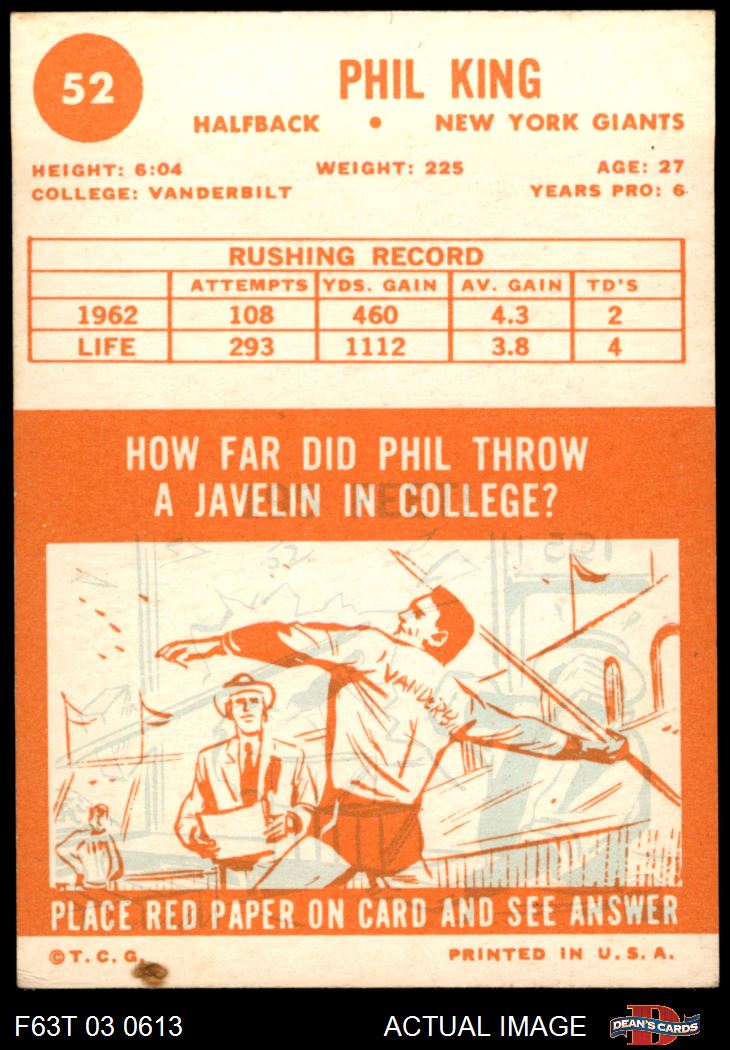 52
PHIL KING
HALFBACK • NEW YORK GIANTS
HEIGHT: 6:04 WEIGHT: 225 AGE: 27
COLLEGE: VANDERBILT YEARS PRO: 6
RUSHING RECORD
ATTEMPTS YDS. GAIN AV. GAIN TD'S
1962 108 460 4.3 2
LIFE 293 1112 3.8 4
HOW FAR DID PHIL THROW
A JAVELIN IN COLLEGE?
VANDERB
PLACE RED PAPER ON CARD AND SEE ANSWER
©T.C.G. PRINTED IN U.S.A.
F63T 03 0613 ACTUAL IMAGE DEAN'S CARDS